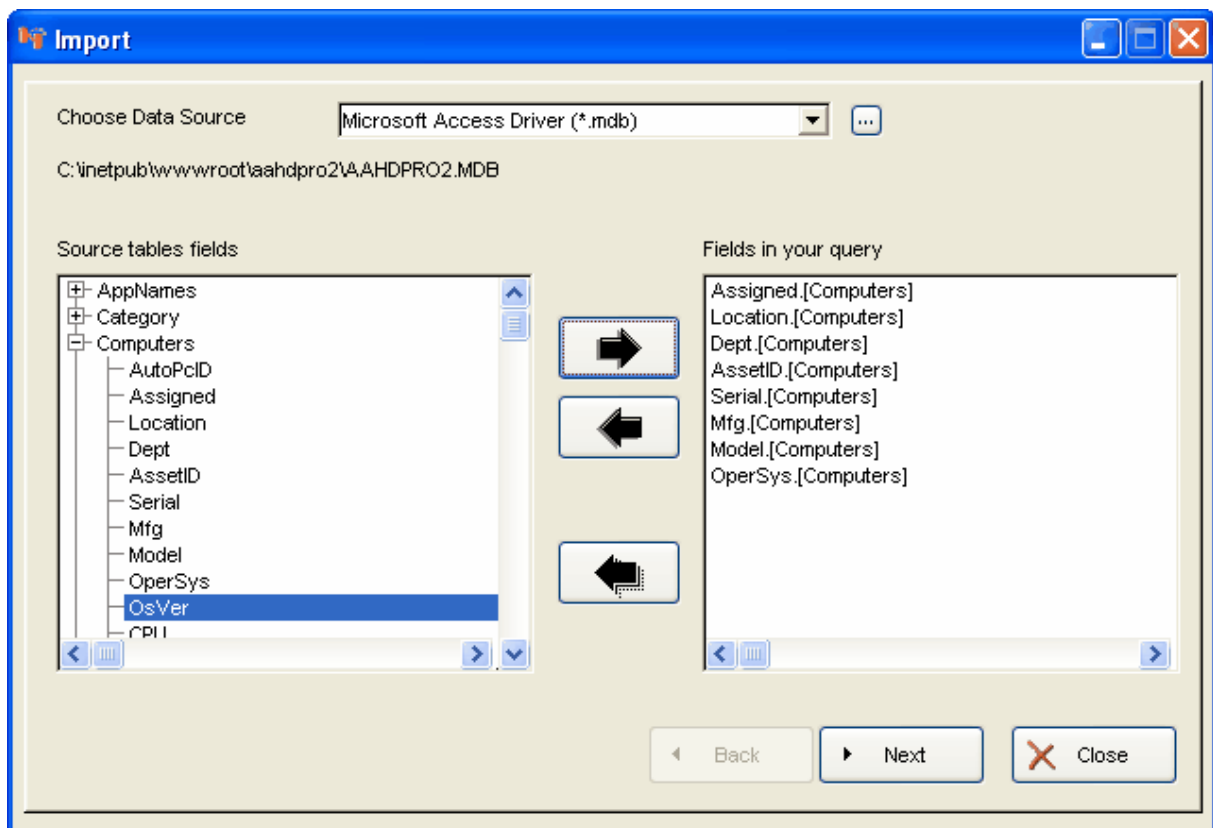 Import
Choose Data Source
Microsoft Access Driver (*.mdb)
...
C:\inetpub\wwwroot\aahdpro2\AAHDPRO2.MDB
Source tables fields
AppNames
Category
Computers
AutoPcID
Assigned
Location
Dept
AssetID
Serial
Mfg
Model
OperSys
OsVer
CPU
Fields in your query
Assigned.[Computers]
Location.[Computers]
Dept.[Computers]
AssetID.[Computers]
Serial.[Computers]
Mfg.[Computers]
Model.[Computers]
OperSys.[Computers]
Back
Next
Close